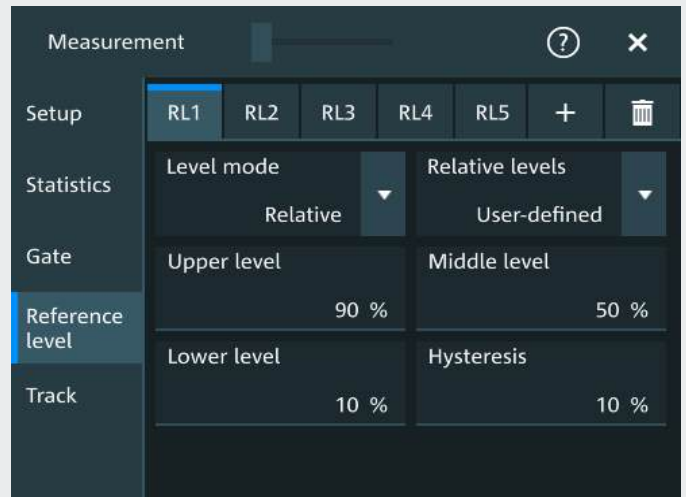 Measurement
?
Setup
RL1 RL2 RL3 RL4 RL5 +
Level mode
Relative
Relative levels
User-defined
Statistics
Gate
Upper level
90 %
Middle level
50 %
Reference
level
Lower level
10 %
Hysteresis
10 %
Track